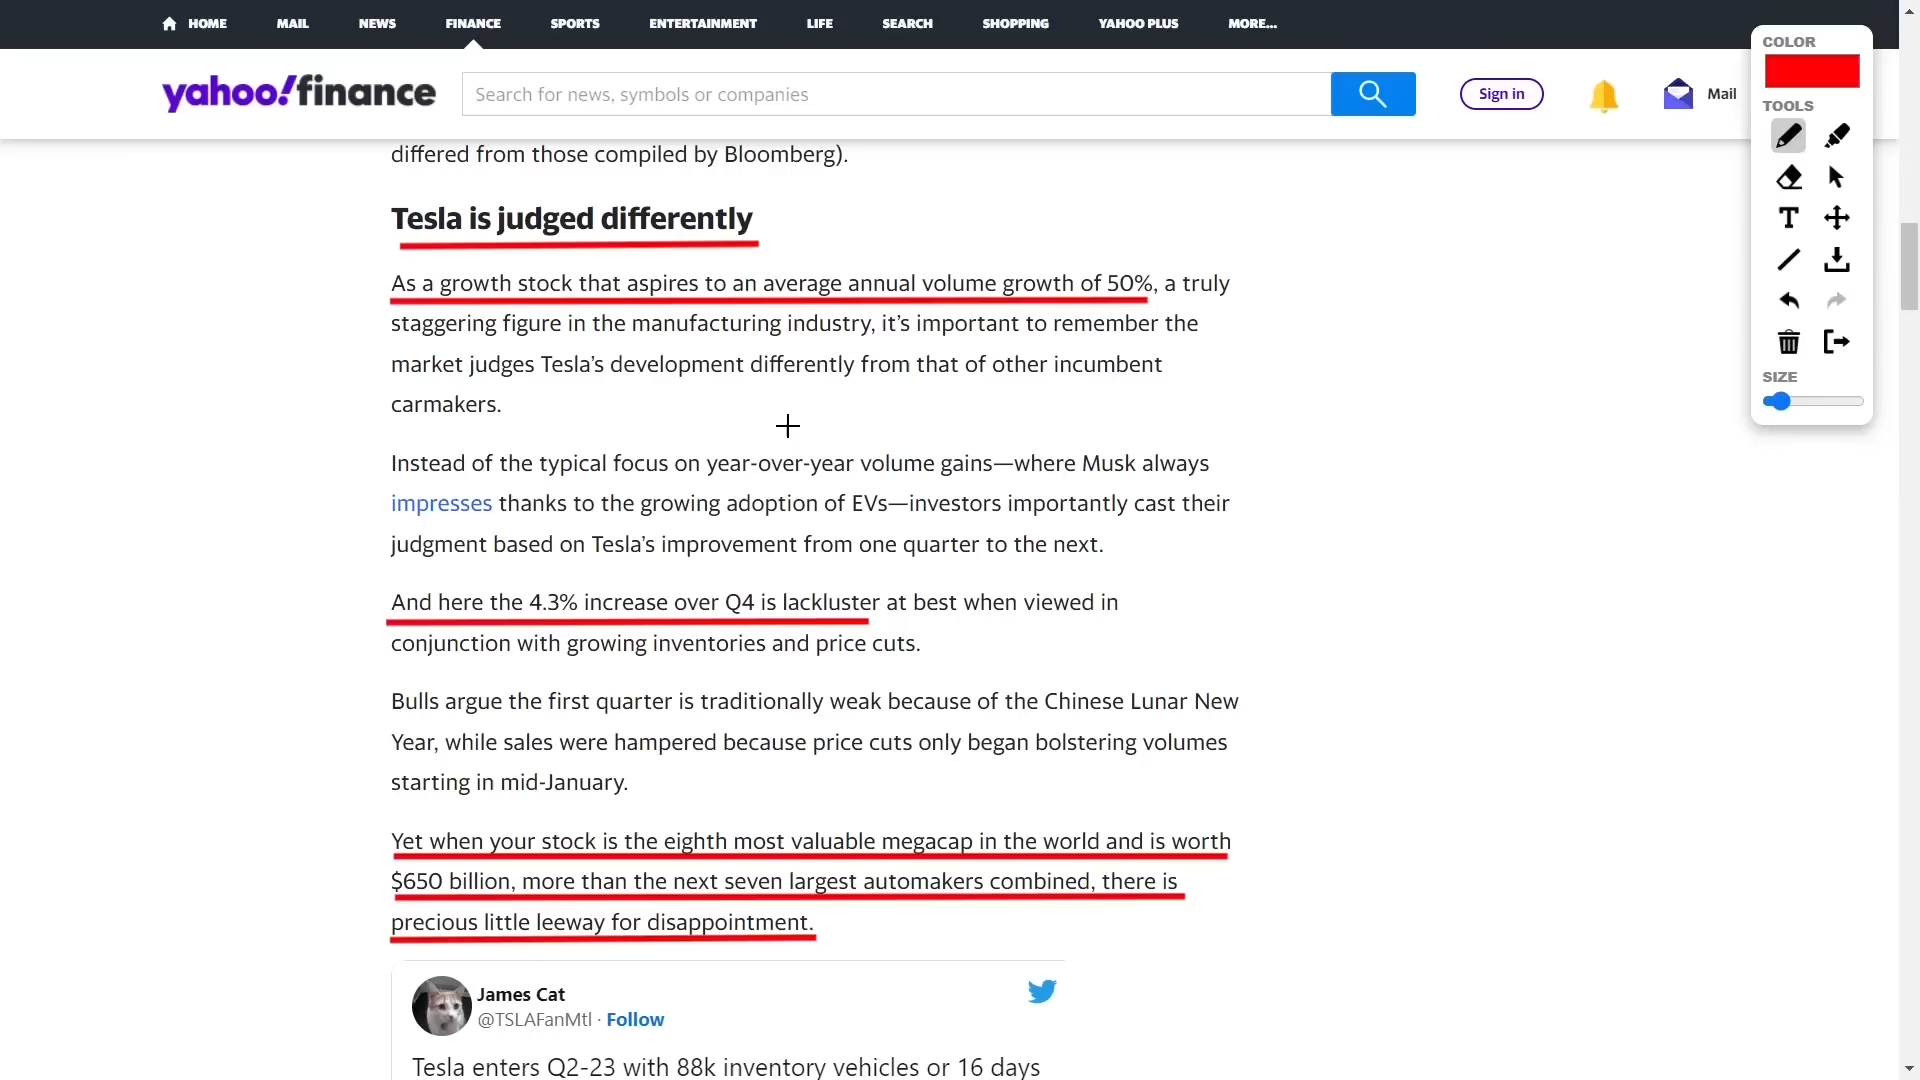 HOME MAIL NEWS FINANCE SPORTS ENTERTAINMENT LIFE SEARCH SHOPPING YAHOO PLUS MORE...
yahoo!finance
Search for news, symbols or companies
Sign in
Mail
COLOR
TOOLS
T
SIZE
differed from those compiled by Bloomberg).
Tesla is judged differently
As a growth stock that aspires to an average annual volume growth of 50%, a truly
staggering figure in the manufacturing industry, it’s important to remember the
market judges Tesla’s development differently from that of other incumbent
carmakers.
Instead of the typical focus on year-over-year volume gains—where Musk always
impresses thanks to the growing adoption of EVs—investors importantly cast their
judgment based on Tesla’s improvement from one quarter to the next.
And here the 4.3% increase over Q4 is lackluster at best when viewed in
conjunction with growing inventories and price cuts.
Bulls argue the first quarter is traditionally weak because of the Chinese Lunar New
Year, while sales were hampered because price cuts only began bolstering volumes
starting in mid-January.
Yet when your stock is the eighth most valuable megacap in the world and is worth
$650 billion, more than the next seven largest automakers combined, there is
precious little leeway for disappointment.
James Cat
@TSLAFanMtl · Follow
Tesla enters Q2-23 with 88k inventory vehicles or 16 days